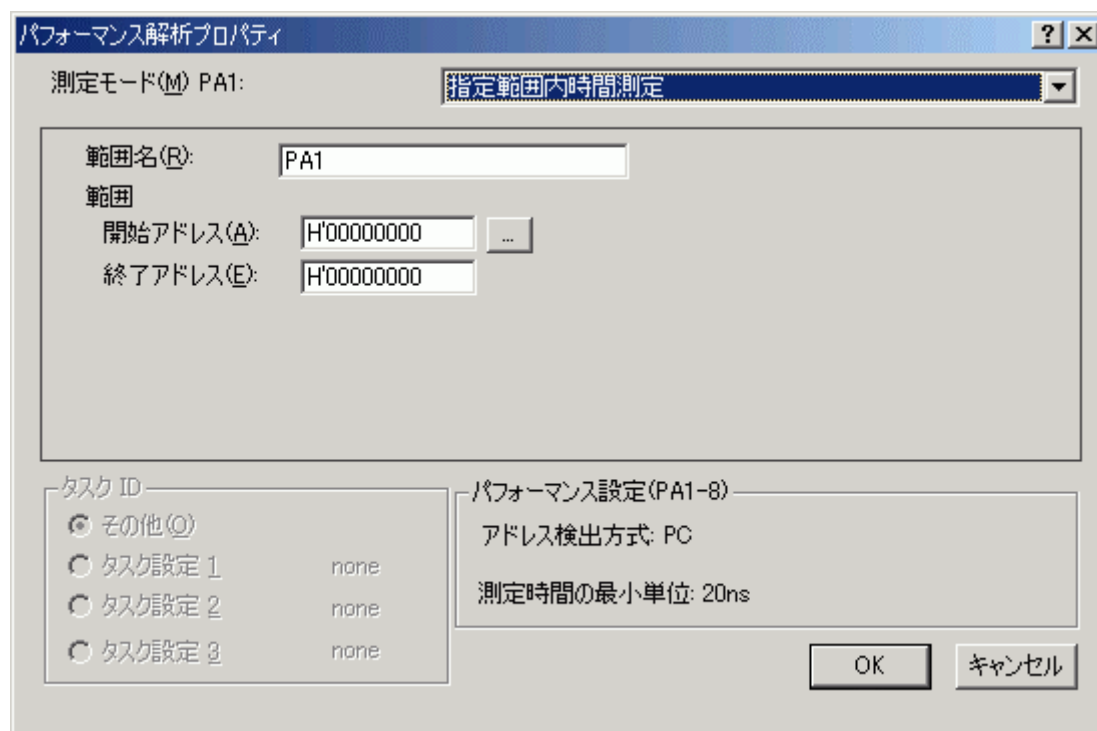 パフォーマンス解析プロパティ
測定モード(M) PA1: 指定範囲内時間測定
範囲名(R): PA1
範囲
開始アドレス(A): H'00000000 ...
終了アドレス(E): H'00000000
タスク ID
その他(O)
タスク設定 1 none
タスク設定 2 none
タスク設定 3 none
パフォーマンス設定(PA1-8)
アドレス検出方式: PC
測定時間の最小単位: 20ns
OK キャンセル